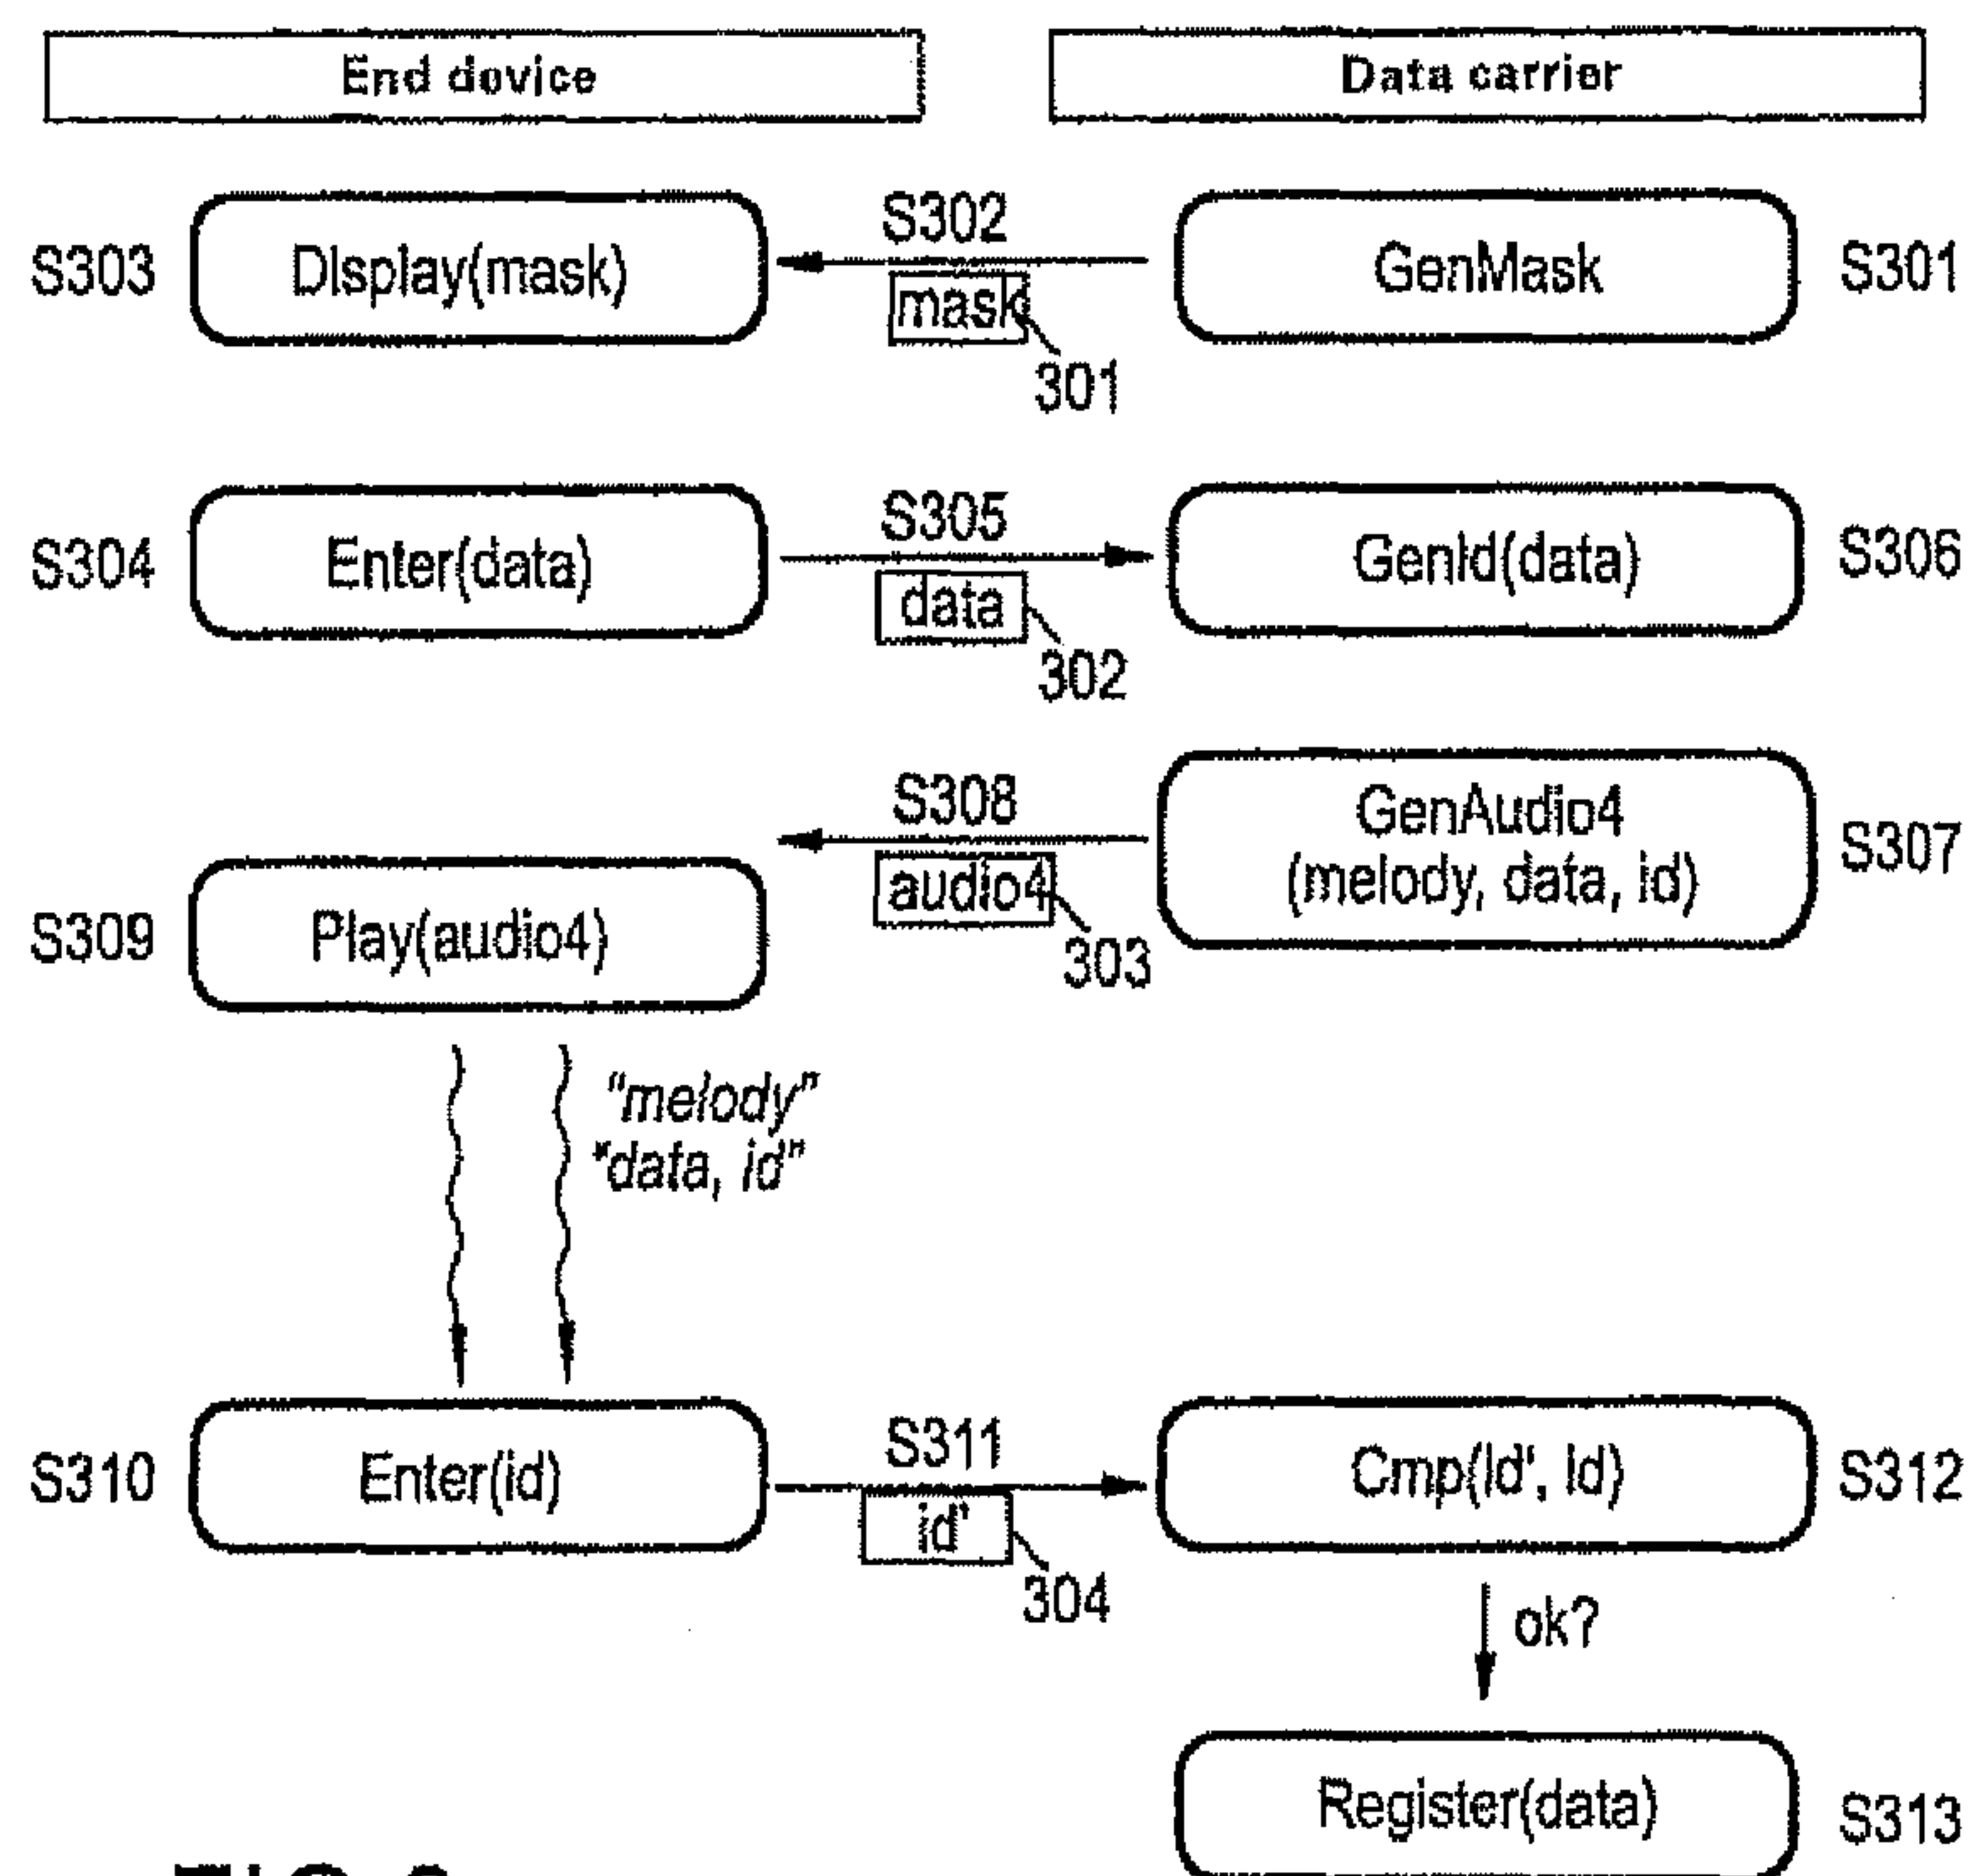 End dovice
Data carrier
S303
Display(mask)
S302
mask
301
GenMask
S301
S304
Enter(data)
S305
data
302
GenId(data)
S306
S308
audio4
303
GenAudio4
(melody, data, id)
S307
S309
Play(audio4)
"melody"
"data, id"
S310
Enter(id)
S311
id'
304
Cmp(id', id)
S312
ok?
Register(data)
S313